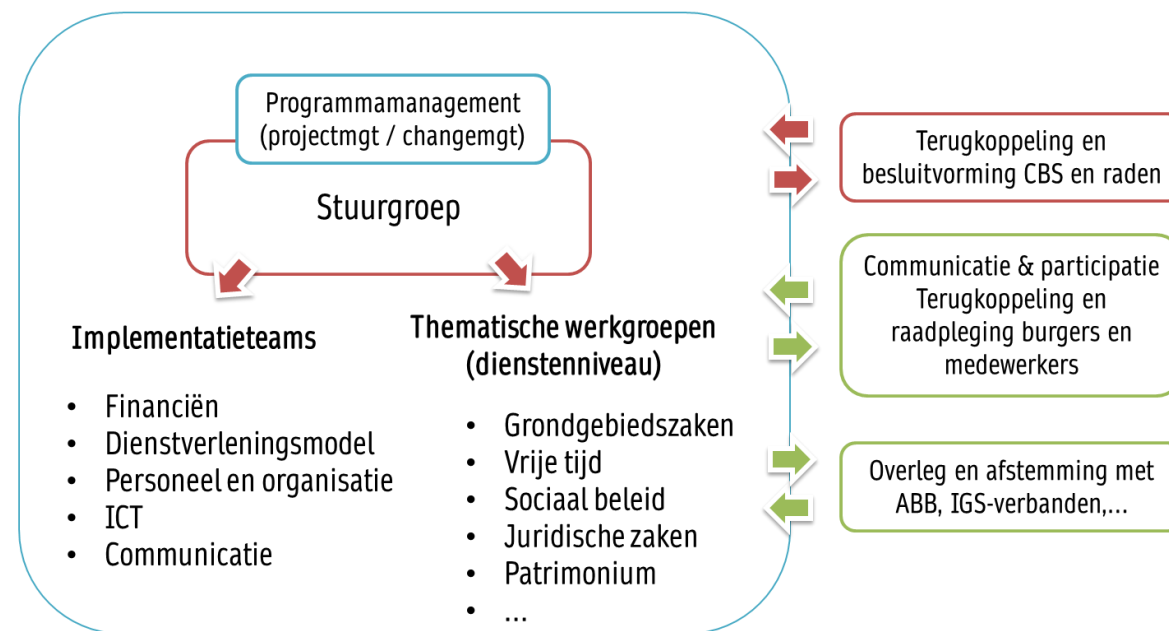 Programmamanagement
(projectmgt / changemgt)
Stuurgroep
Implementatieteams
• Financiën
• Dienstverleningsmodel
• Personeel en organisatie
• ICT
• Communicatie
Thematische werkgroepen
(dienstenniveau)
• Grondgebiedszaken
• Vrije tijd
• Sociaal beleid
• Juridische zaken
• Patrimonium
• ...
Terugkoppeling en
besluitvorming CBS en raden
Communicatie & participatie
Terugkoppeling en
raadpleging burgers en
medewerkers
Overleg en afstemming met
ABB, IGS-verbanden,...